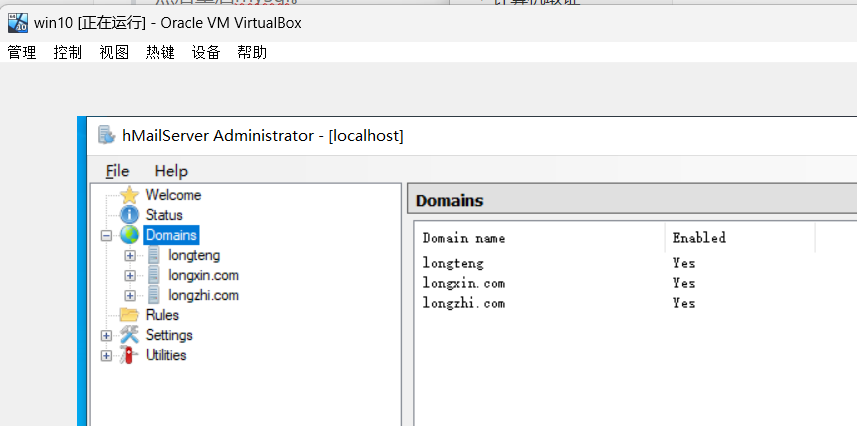 win10 [正在运行] - Oracle VM VirtualBox
管理 控制 视图 热键 设备 帮助
hMailServer Administrator - [localhost]
File Help
Welcome
Status
Domains
longteng
longxin.com
longzhi.com
Rules
Settings
Utilities
Domains
Domain name Enabled
longteng Yes
longxin.com Yes
longzhi.com Yes